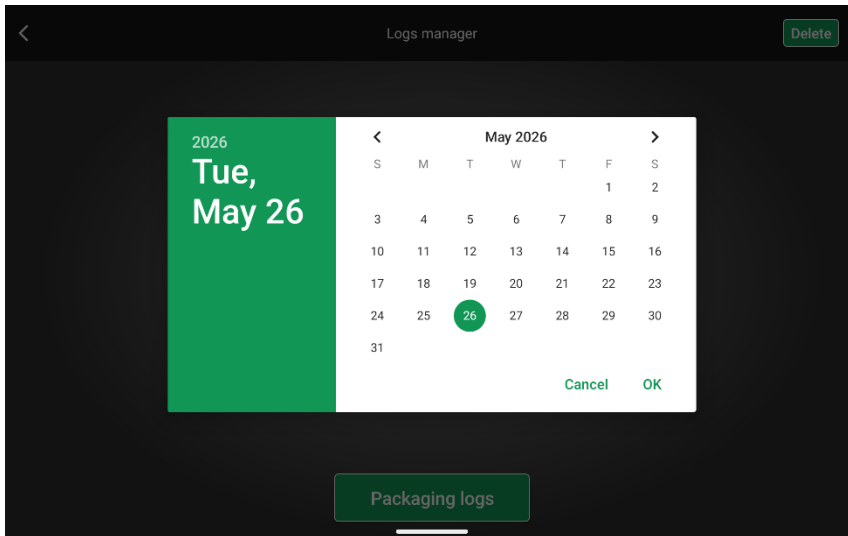 Logs manager
Delete
2026
Tue,
May 26
May 2026
S M T W T F S
1 2
3 4 5 6 7 8 9
10 11 12 13 14 15 16
17 18 19 20 21 22 23
24 25 26 27 28 29 30
31
Cancel OK
Packaging logs